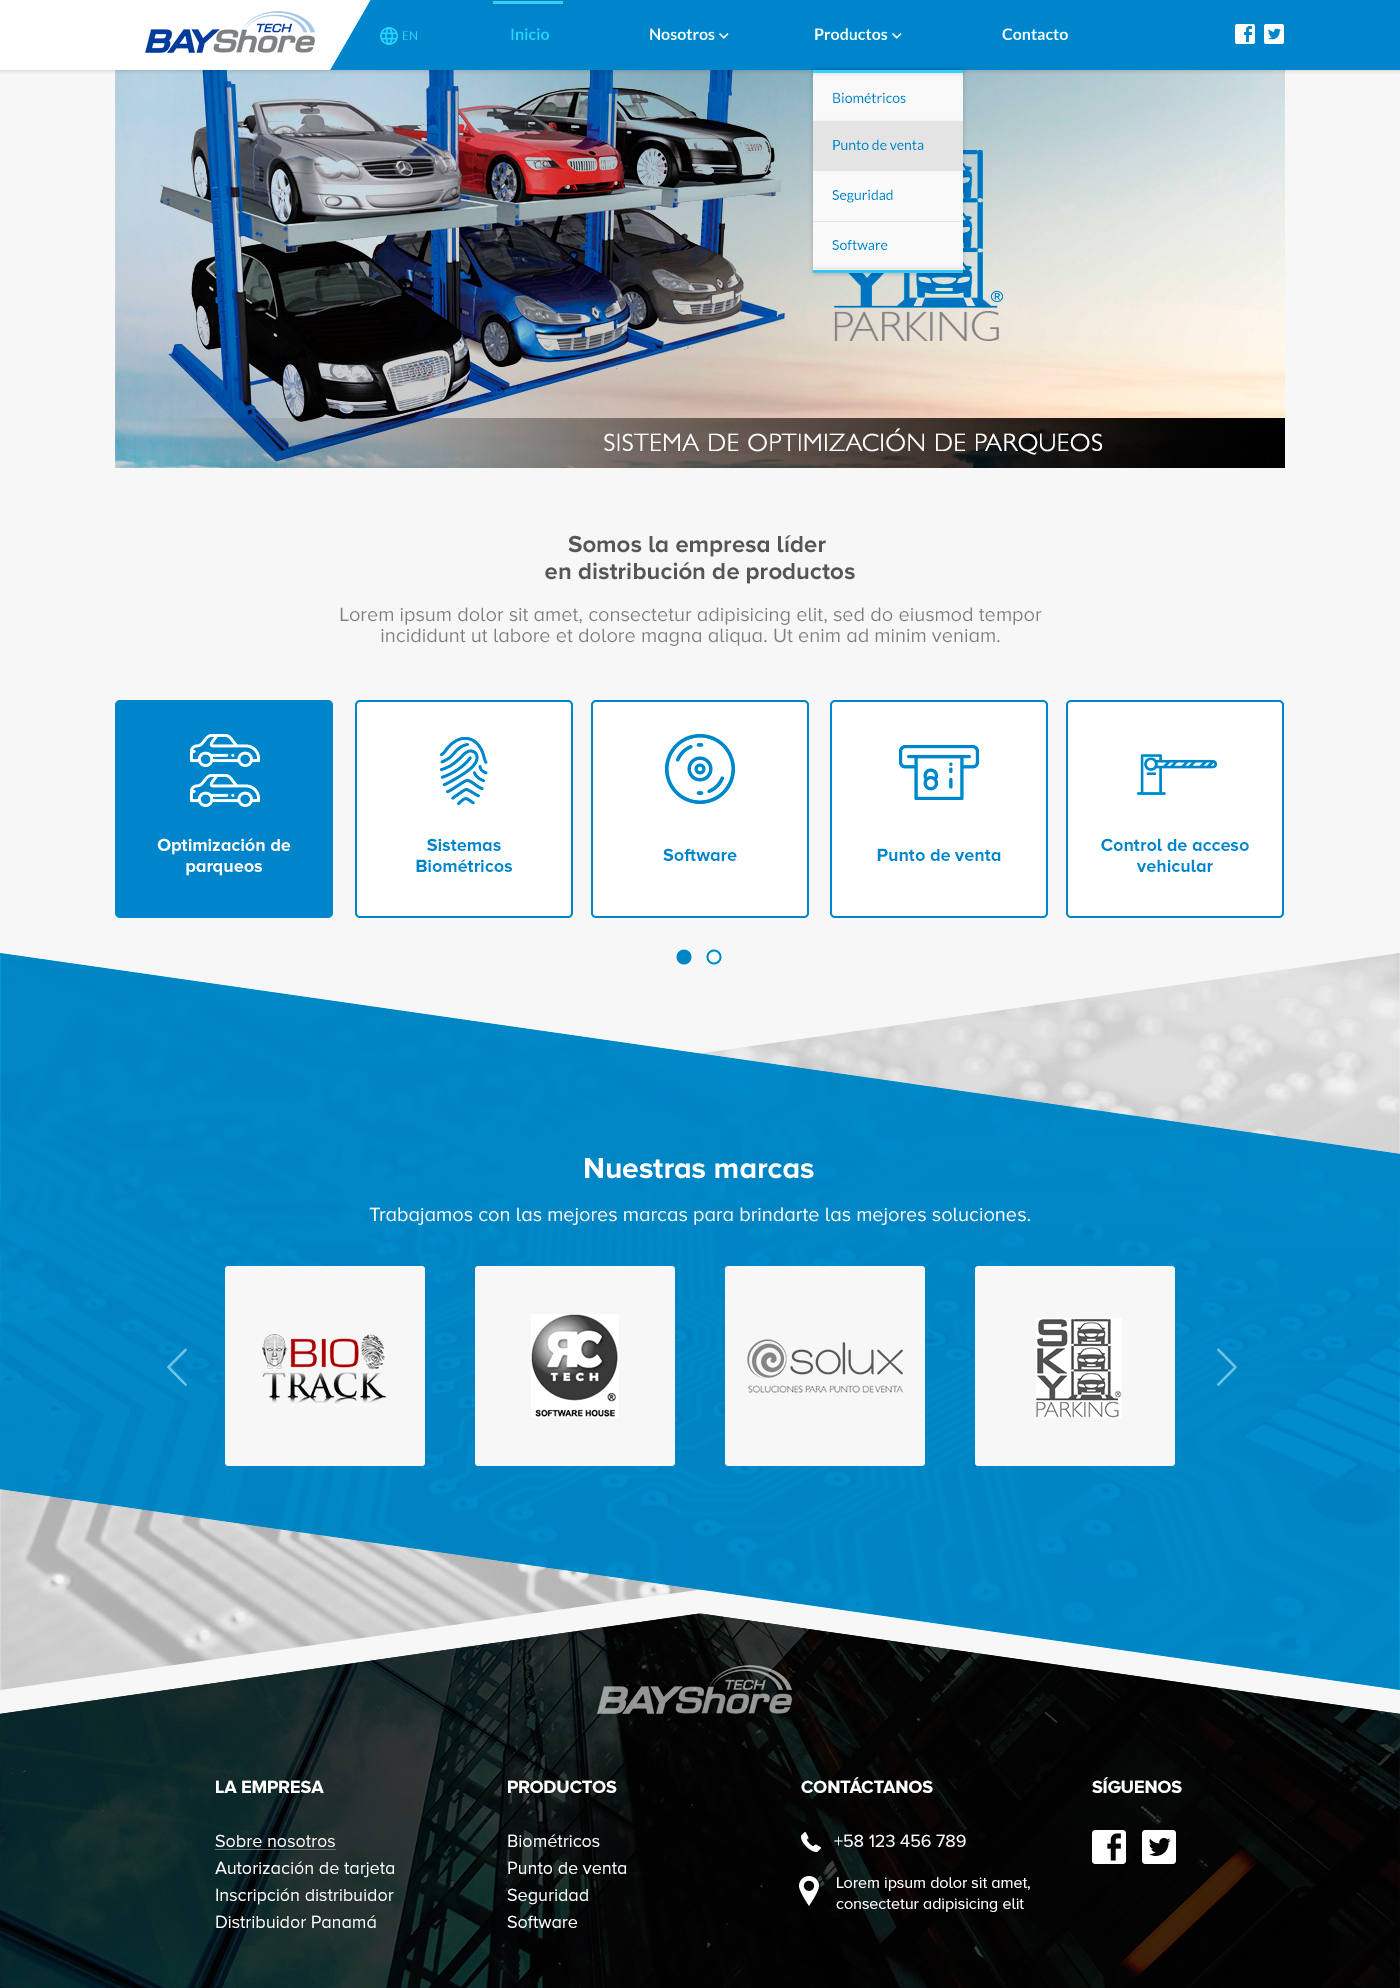 BAYShore TECH
EN
Inicio
Nosotros
Productos
Contacto
Biométricos
Punto de venta
Seguridad
Software
Y
®
PARKING
SISTEMA DE OPTIMIZACIÓN DE PARQUEOS
Somos la empresa líder
en distribución de productos
Lorem ipsum dolor sit amet, consectetur adipisicing elit, sed do eiusmod tempor
incididunt ut labore et dolore magna aliqua. Ut enim ad minim veniam.
Optimización de
parqueos
Sistemas
Biométricos
Software
Punto de venta
Control de acceso
vehicular
Nuestras marcas
Trabajamos con las mejores marcas para brindarte las mejores soluciones.
BIO
TRACK
RC
TECH
®
SOFTWARE HOUSE
solux
SOLUCIONES PARA PUNTO DE VENTA
SKY
®
PARKING
BAYShore TECH
LA EMPRESA
Sobre nosotros
Autorización de tarjeta
Inscripción distribuidor
Distribuidor Panamá
PRODUCTOS
Biométricos
Punto de venta
Seguridad
Software
CONTÁCTANOS
+58 123 456 789
Lorem ipsum dolor sit amet,
consectetur adipisicing elit
SÍGUENOS